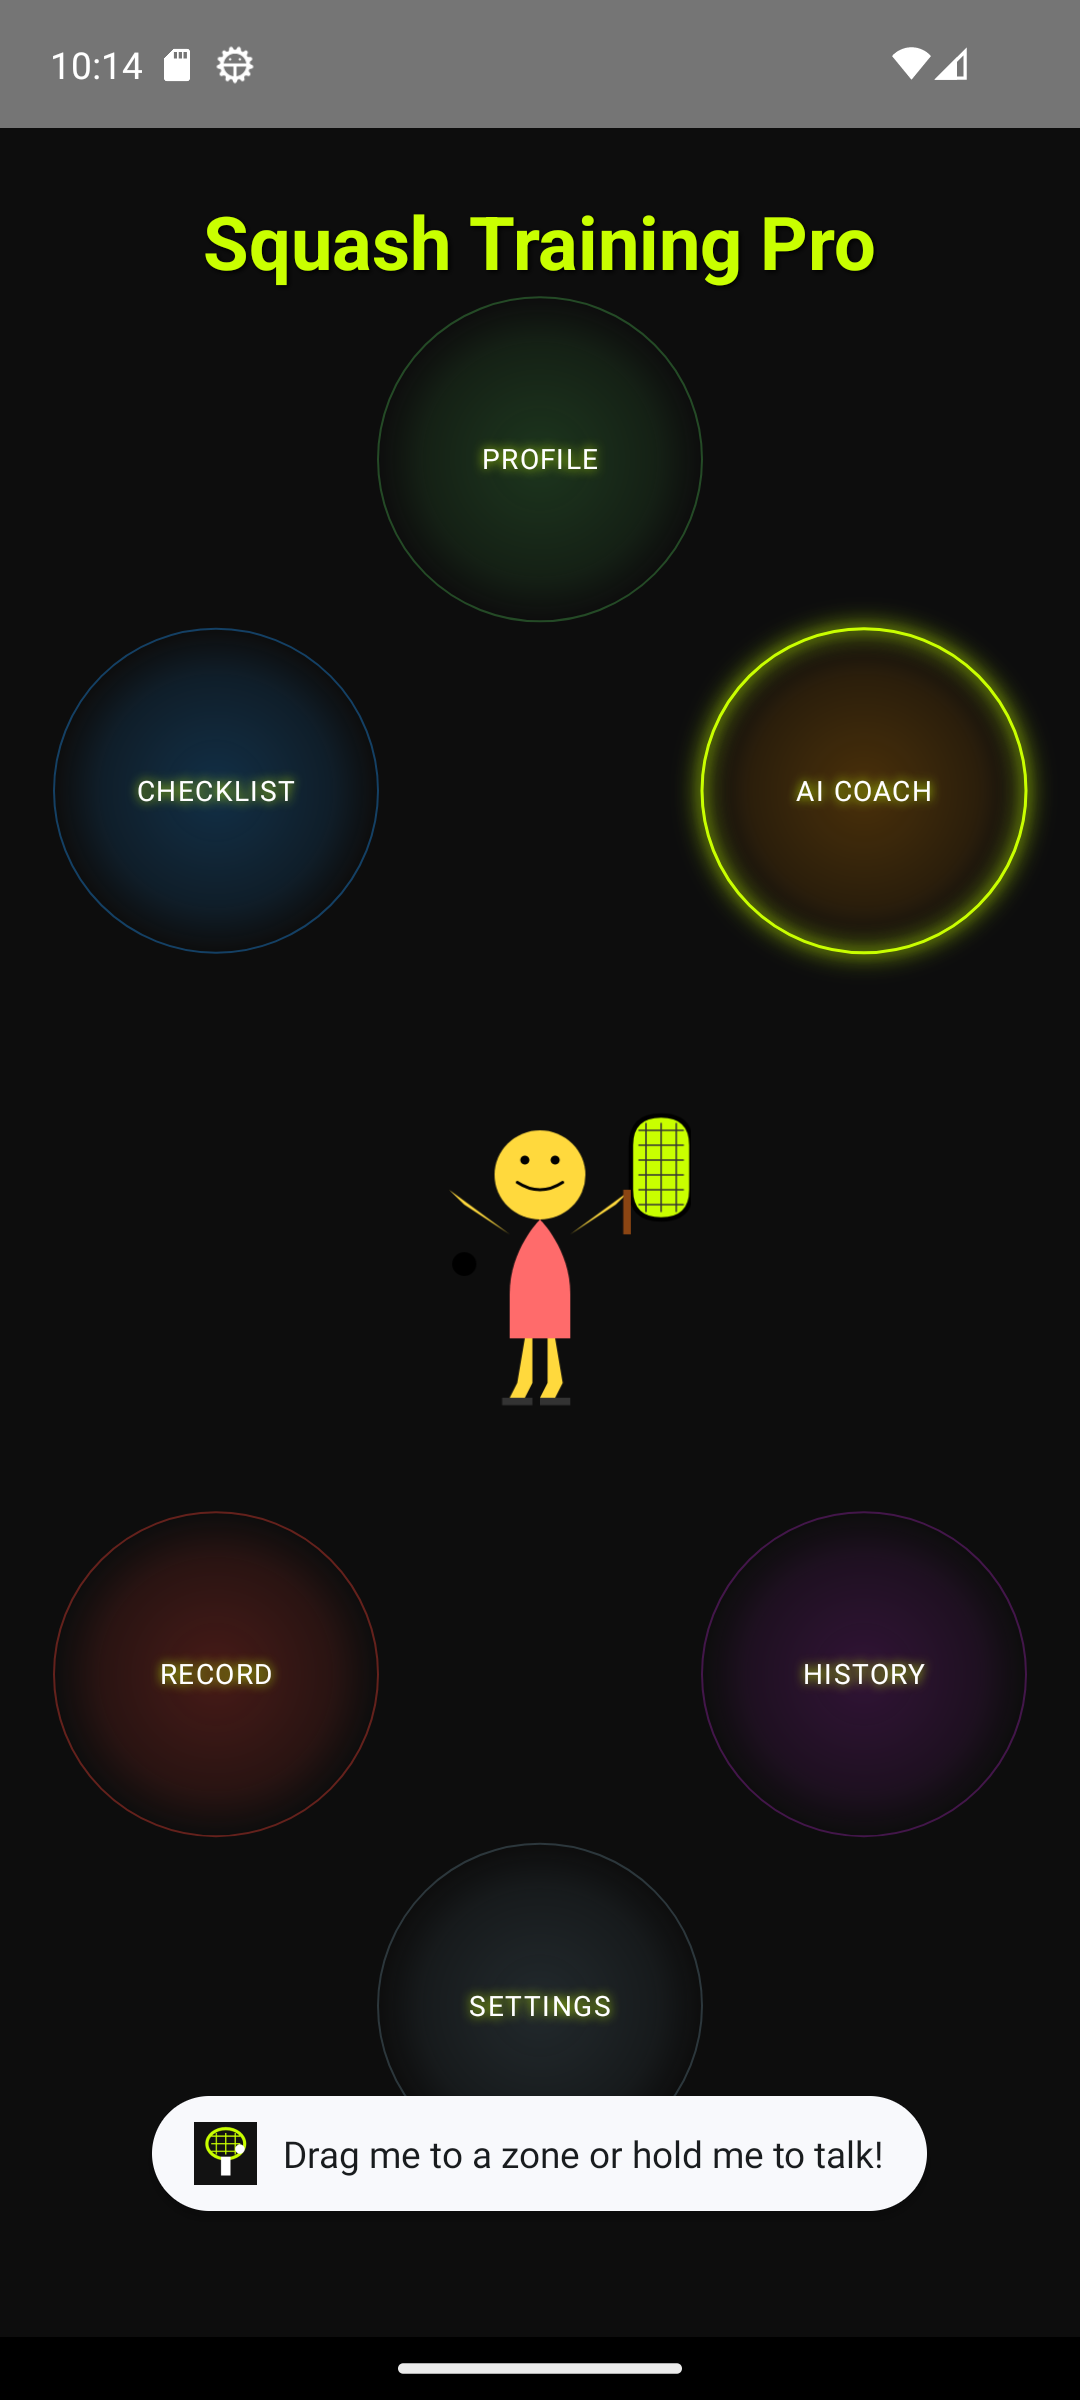 10:14
Squash Training Pro
PROFILE
CHECKLIST
AI COACH
RECORD
HISTORY
SETTINGS
Drag me to a zone or hold me to talk!